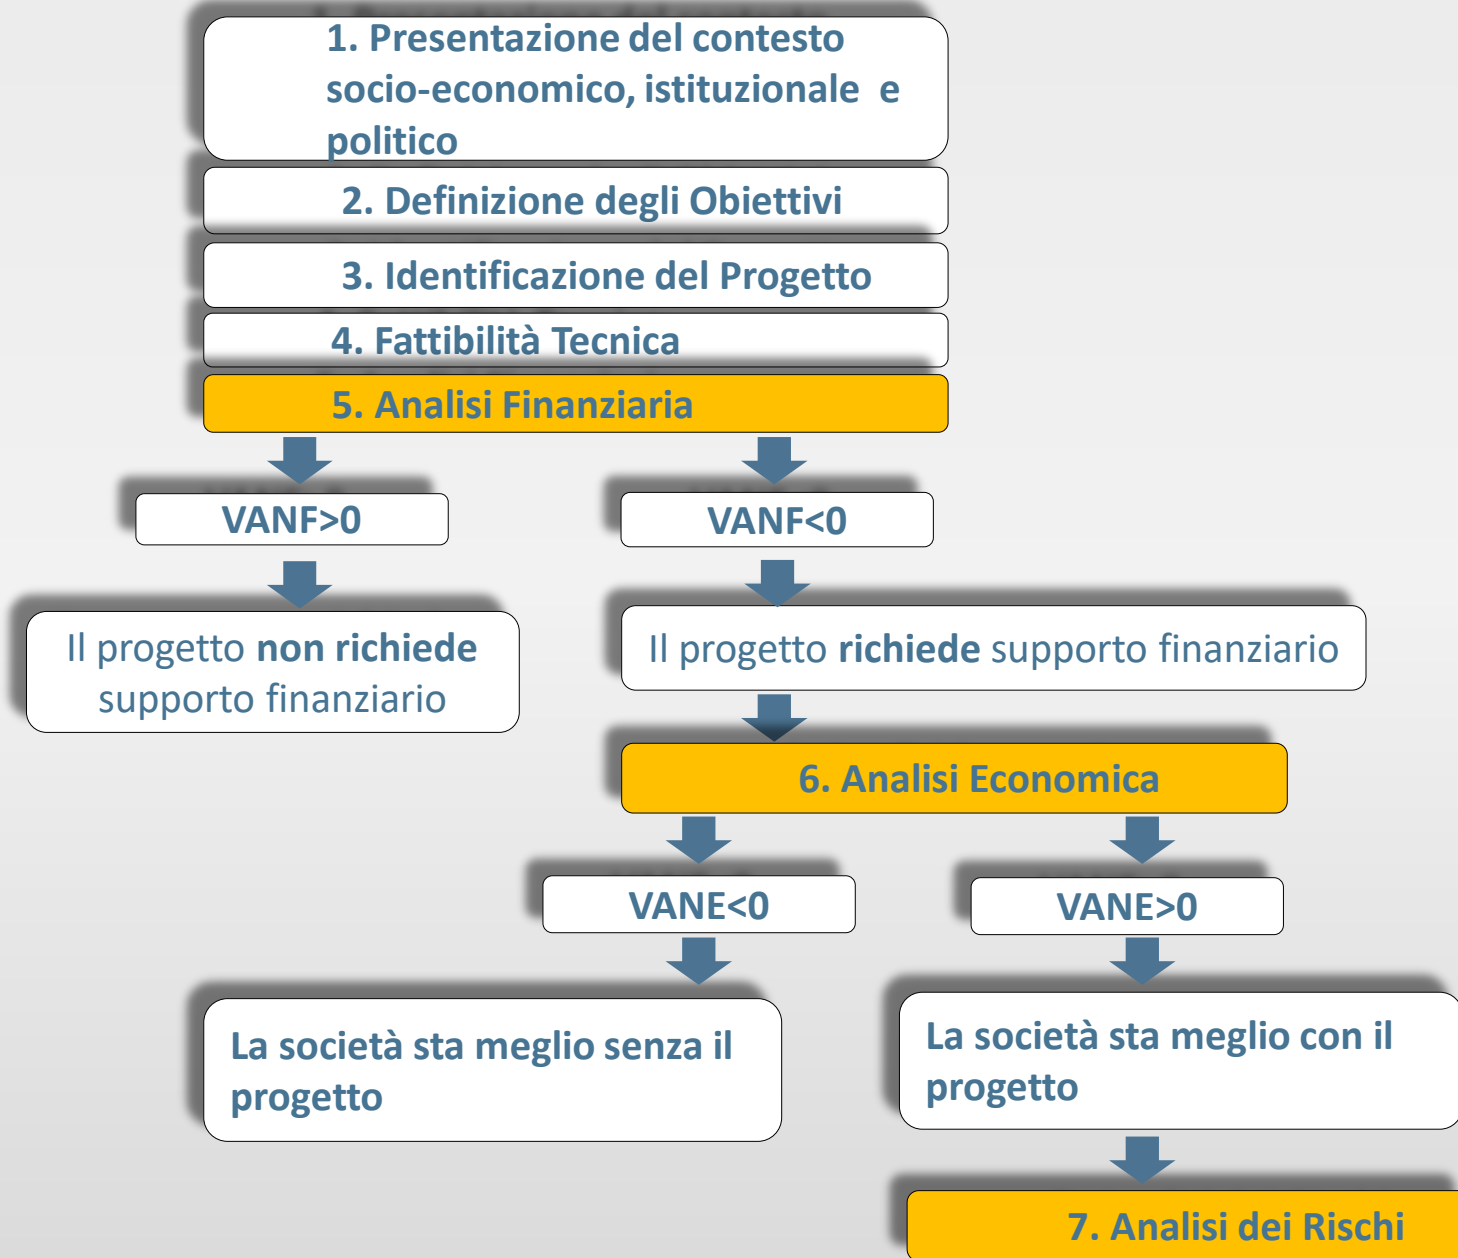 1. Presentazione del contesto
socio-economico, istituzionale e
politico
2. Definizione degli Obiettivi
3. Identificazione del Progetto
4. Fattibilità Tecnica
5. Analisi Finanziaria
VANF>0
VANF<0
Il progetto non richiede
supporto finanziario
Il progetto richiede supporto finanziario
6. Analisi Economica
VANE<0
VANE>0
La società sta meglio senza il
progetto
La società sta meglio con il
progetto
7. Analisi dei Rischi